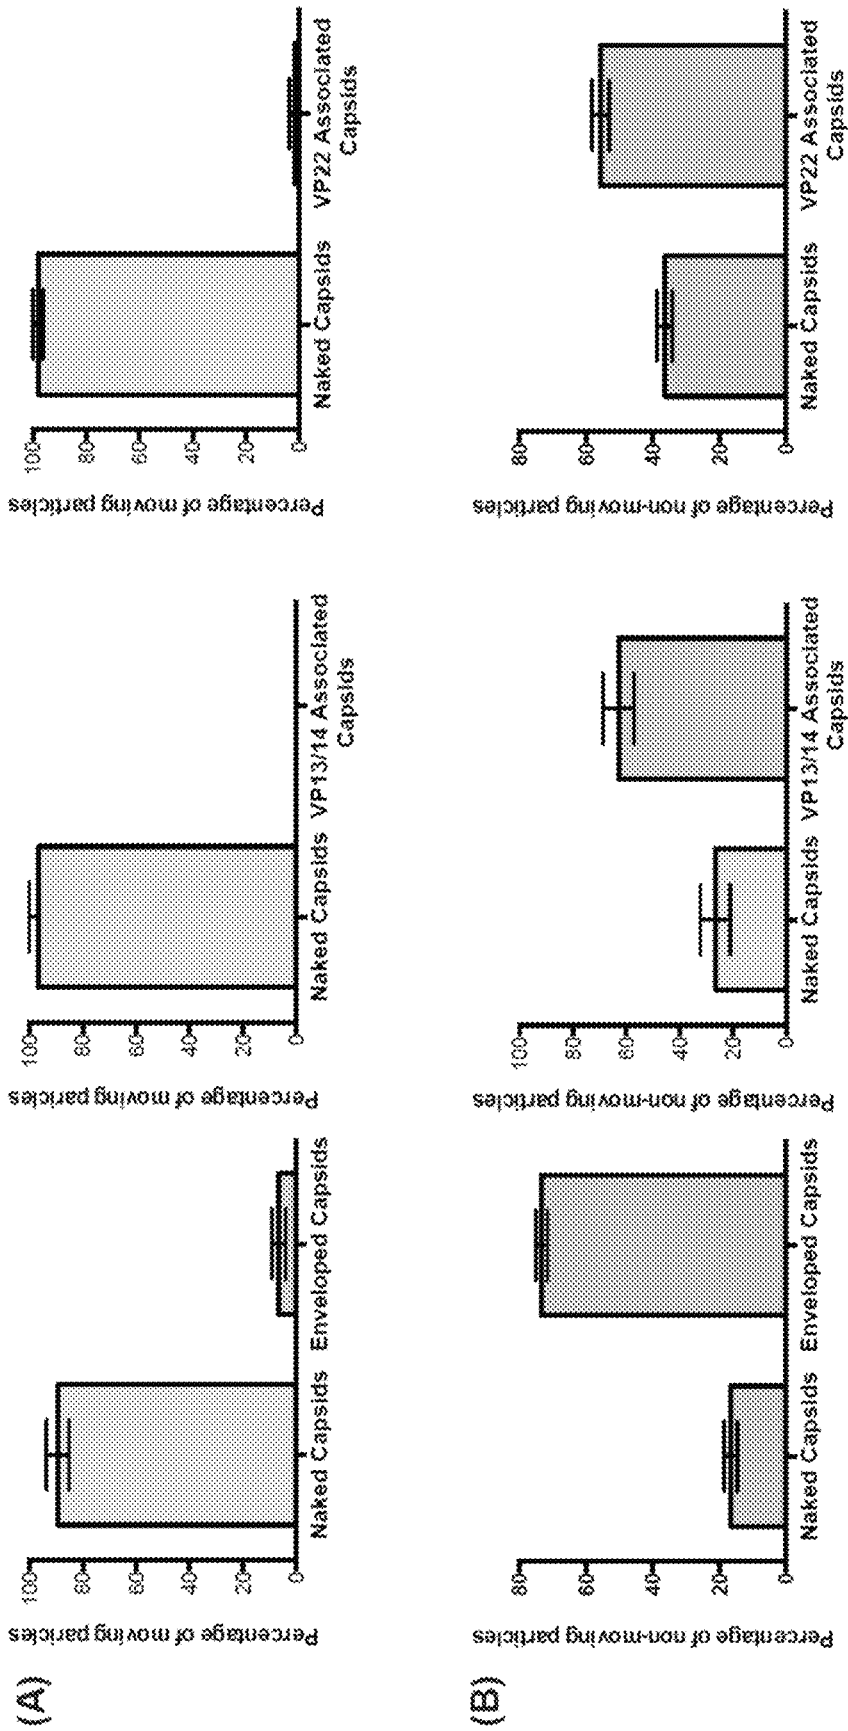 (A)
Percentage of moving particles
100
80
60
40
20
0
Naked Capsids
Enveloped Capsids
Percentage of moving paricles
100
80
60
40
20
0
Naked Capsids
VP13/14 Associated
Capsids
Percentage of moving particles
100
80
60
40
20
0
Naked Capsids
VP22 Associated
Capsids
(B)
Percentage of non-moving particles
80
60
40
20
0
Naked Capsids
Enveloped Capsids
Percentage of non-moving particles
100
80
60
40
20
0
Naked Capsids
VP13/14 Associated
Capsids
Percentage of non-moving particles
80
60
40
20
0
Naked Capsids
VP22 Associated
Capsids